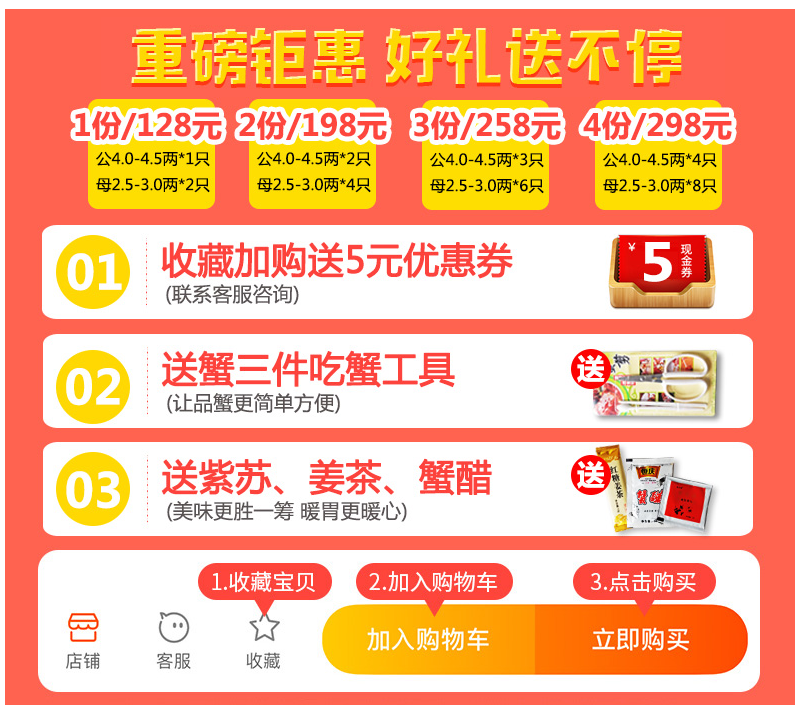 重磅钜惠 好礼送不停
1份/128元 2份/198元 3份/258元 4份/298元
公4.0-4.5两*1只 公4.0-4.5两*2只 公4.0-4.5两*3只 公4.0-4.5两*4只
母2.5-3.0两*2只 母2.5-3.0两*4只 母2.5-3.0两*6只 母2.5-3.0两*8只
01
收藏加购送5元优惠券
(联系客服咨询)
¥5现金券
02
送蟹三件吃蟹工具
(让品蟹更简单方便)
送
03
送紫苏、姜茶、蟹醋
(美味更胜一筹 暖胃更暖心)
送
红糖姜茶
蟹醋
1.收藏宝贝 2.加入购物车 3.点击购买
店铺 客服 收藏 加入购物车 立即购买